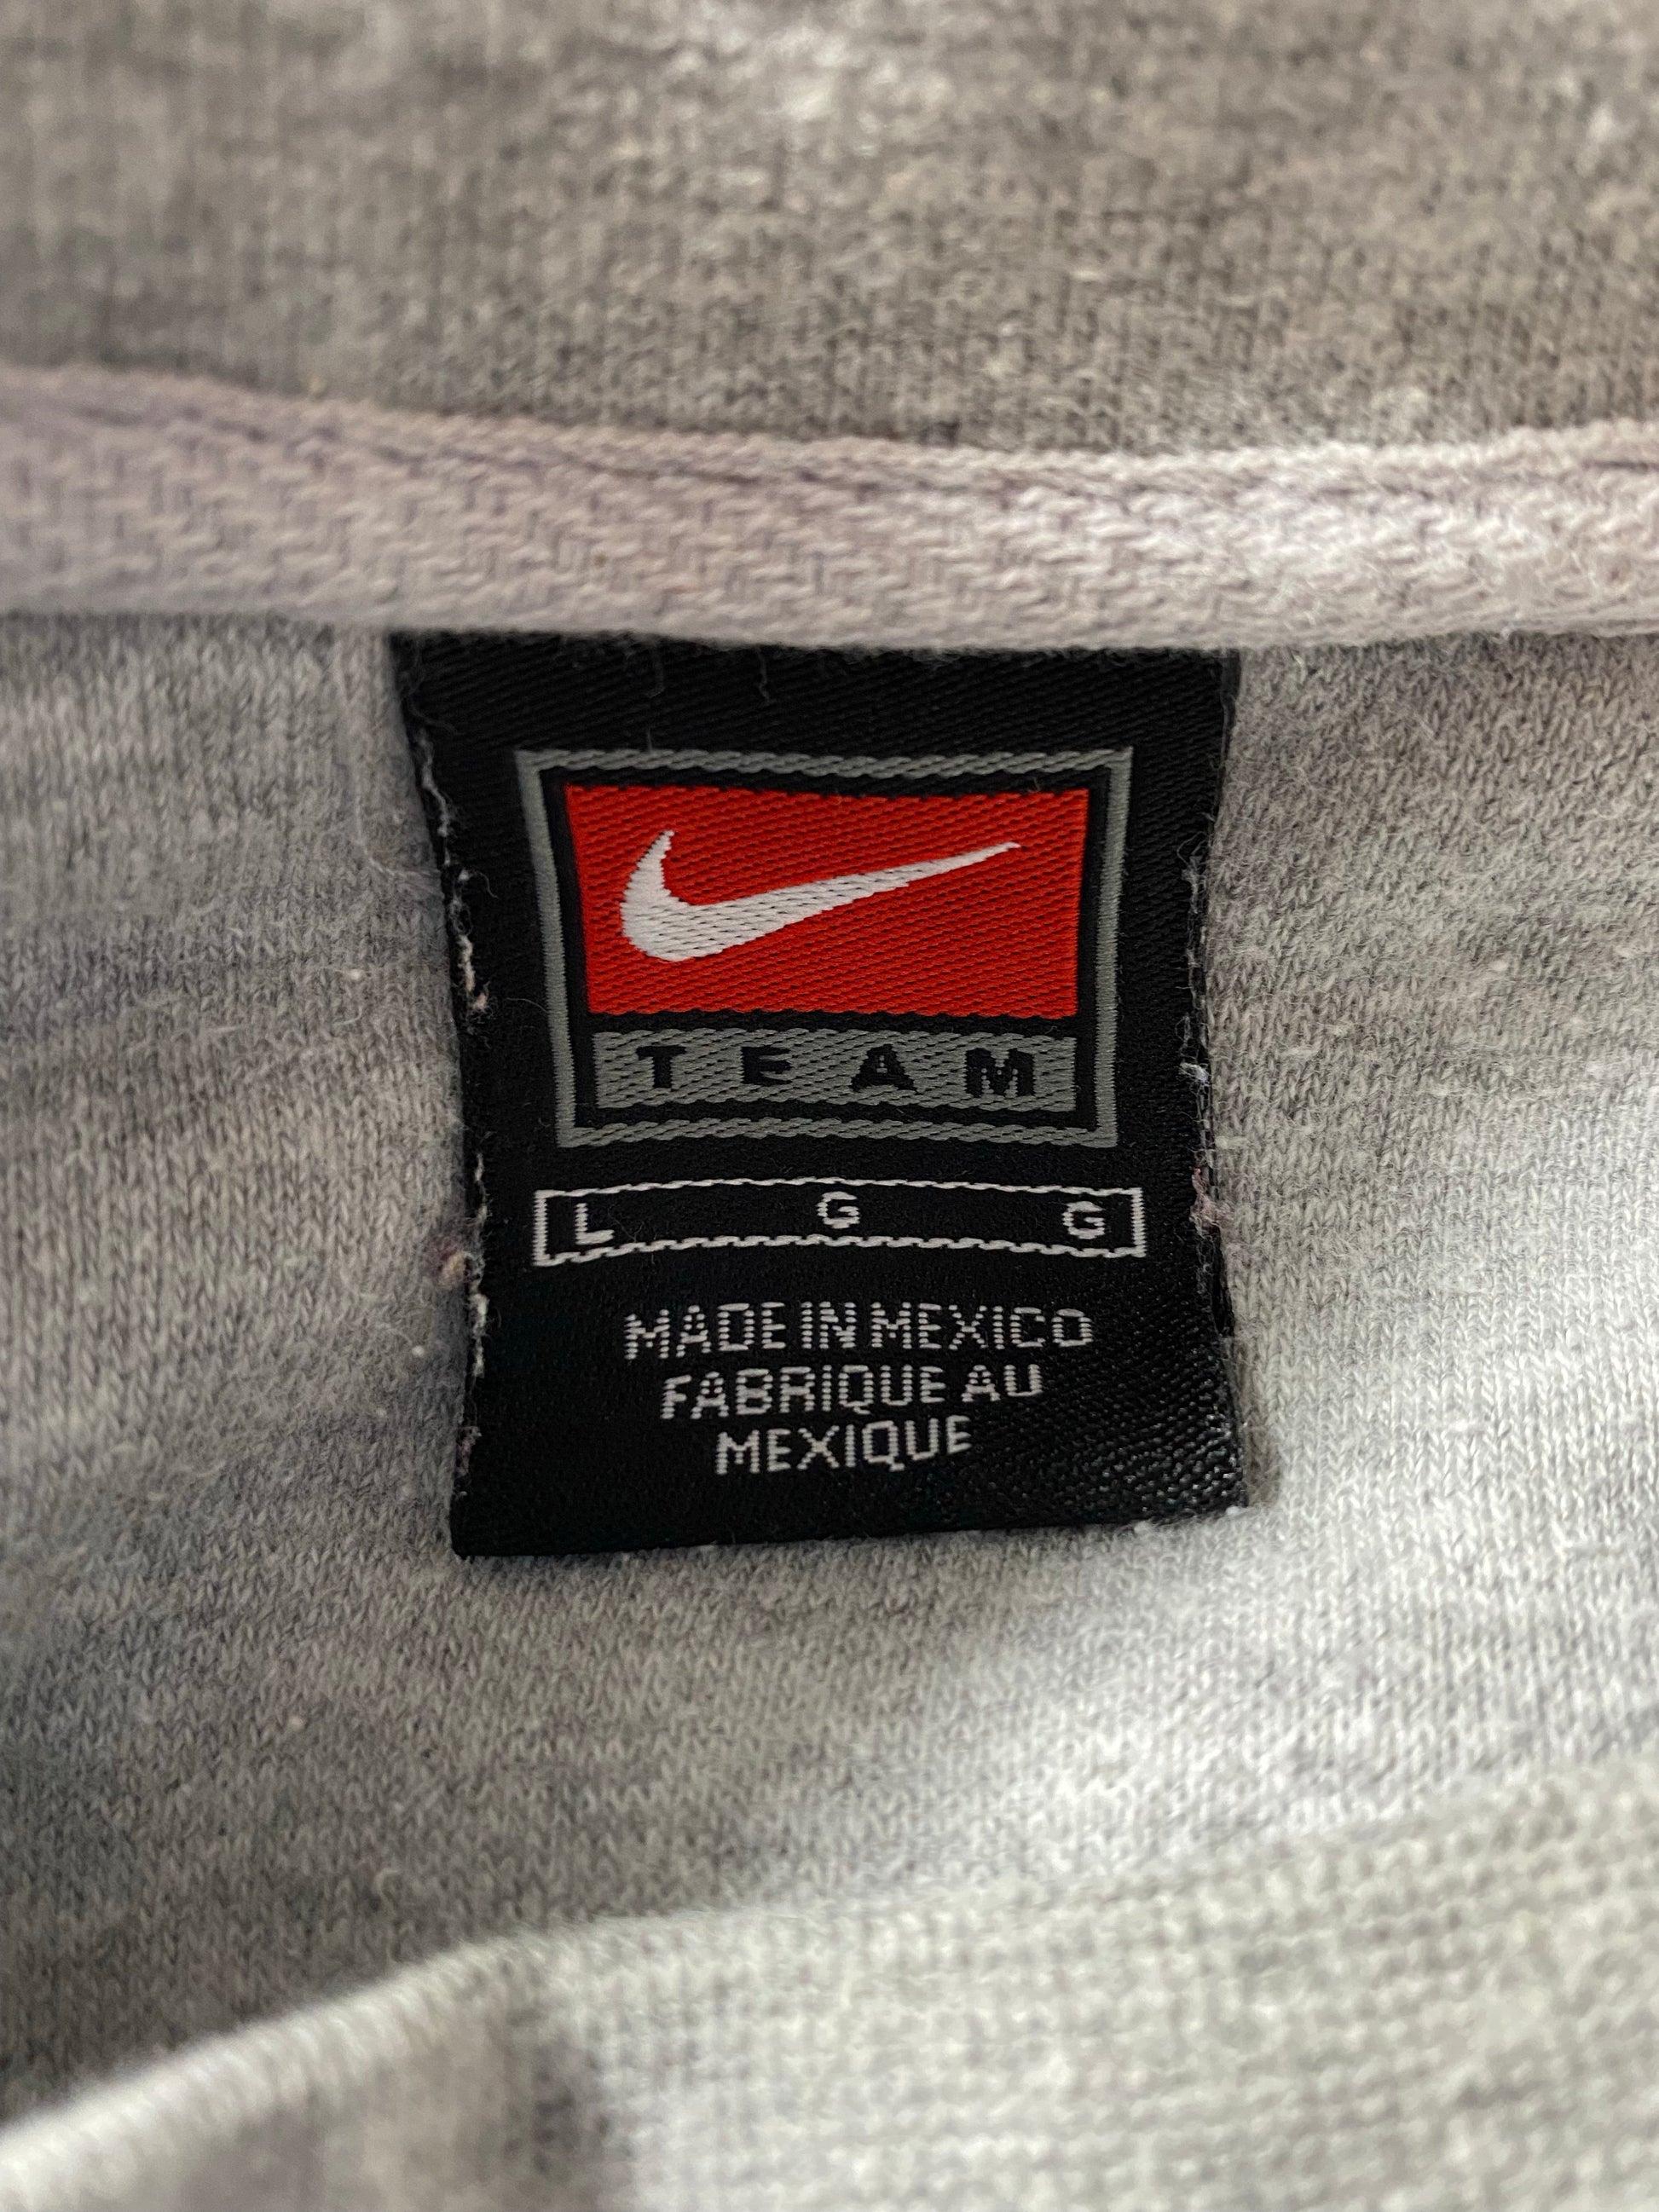 TEAM
L G G
MADE IN MEXICO
FABRIQUE AU
MEXIQUE